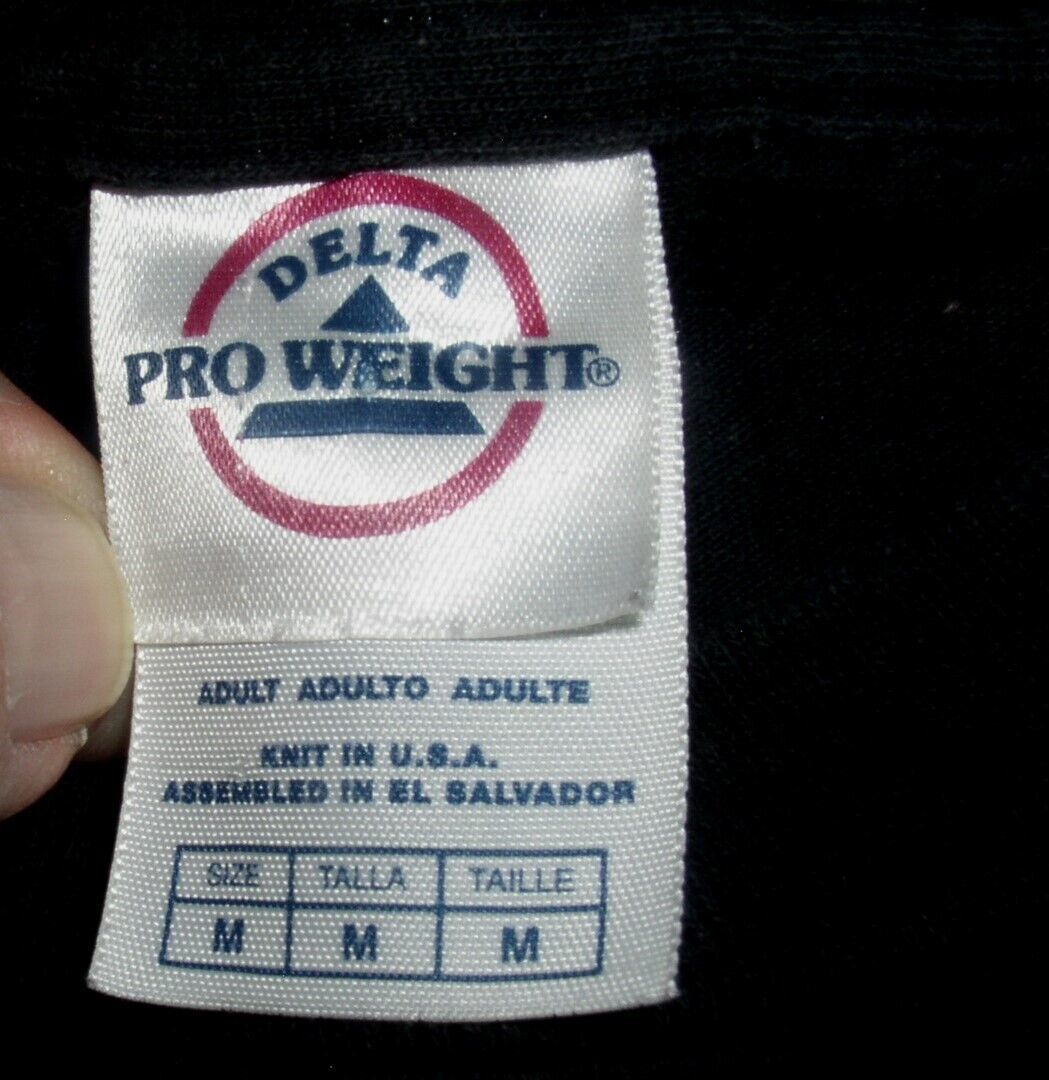 DELTA
PRO WEIGHT®
ADULT ADULTO ADULTE
KNIT IN U.S.A.
ASSEMBLED IN EL SALVADOR
SIZE TALLA TAILLE
M M M